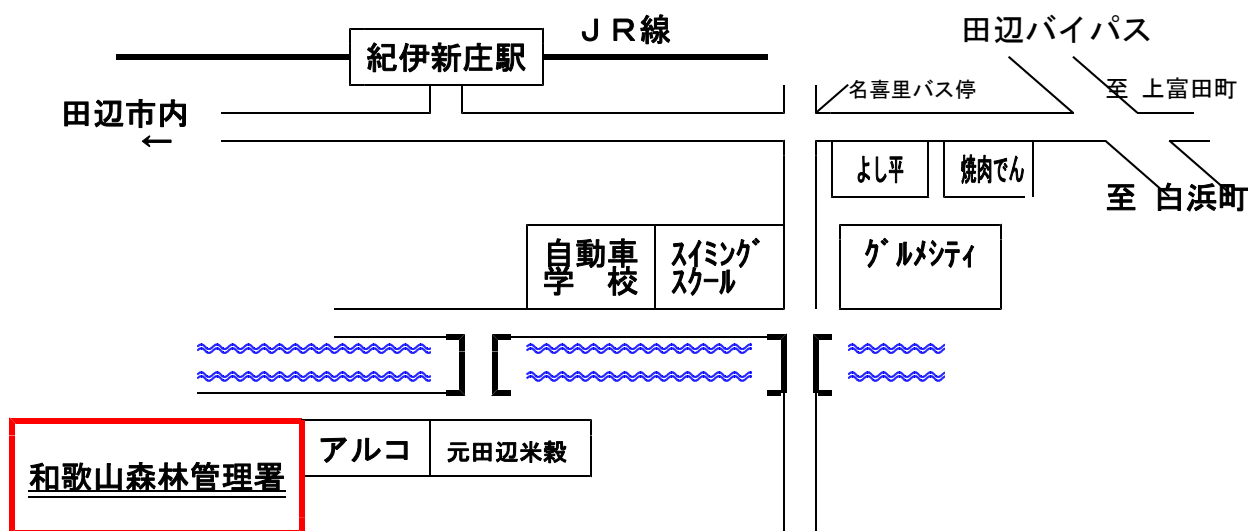 JR線
田辺バイパス
紀伊新庄駅
名喜里バス停
至 上富田町
田辺市内
←
よし平
焼肉でん
至 白浜町
自動車
学 校
スイミング
スクール
グルメシティ
アルコ
元田辺米穀
和歌山森林管理署